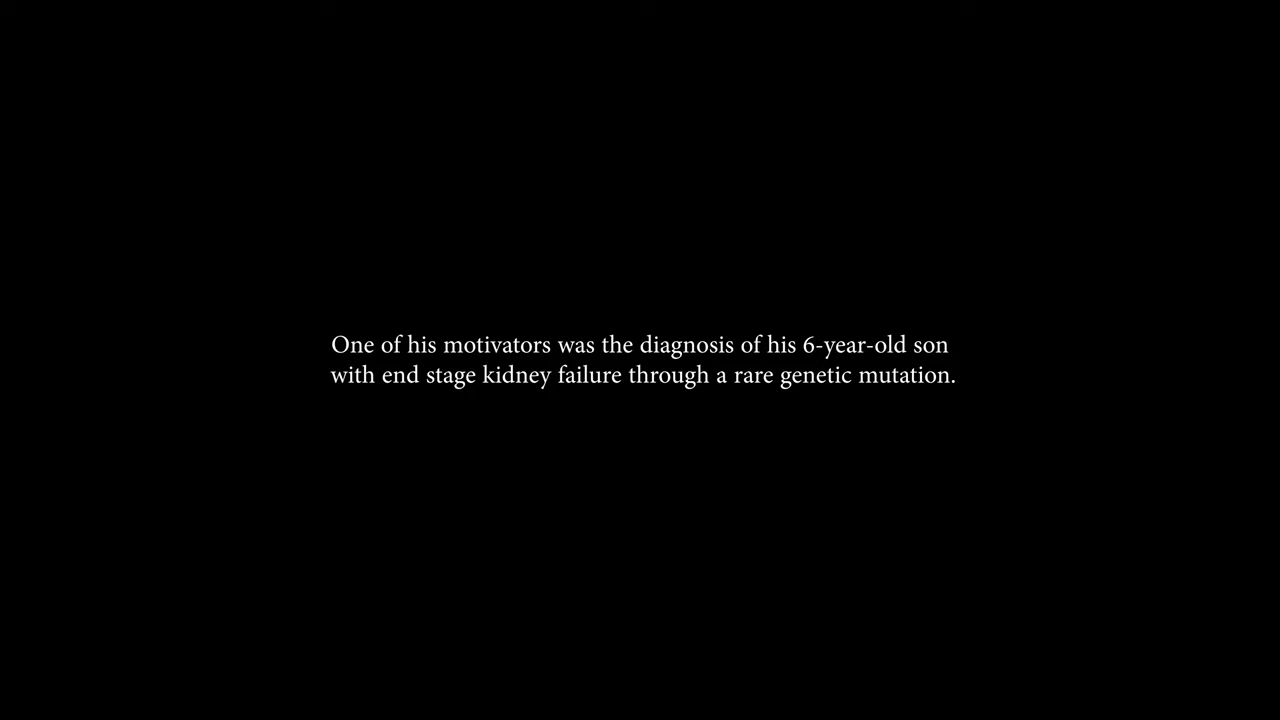 One of his motivators was the diagnosis of his 6-year-old son
with end stage kidney failure through a rare genetic mutation.